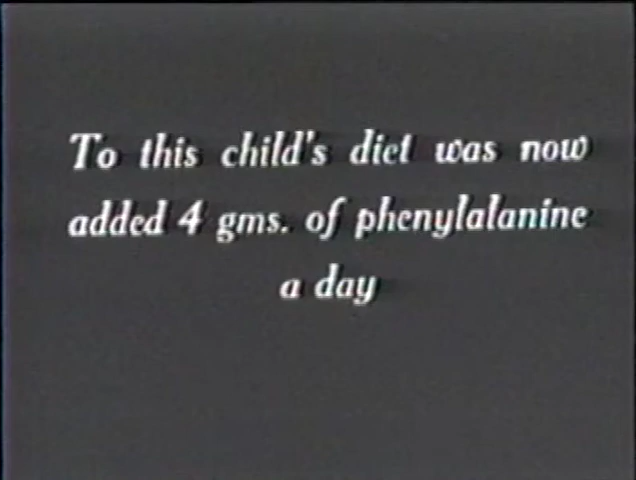 To this child's diet was now
added 4 gms. of phenylalanine
a day